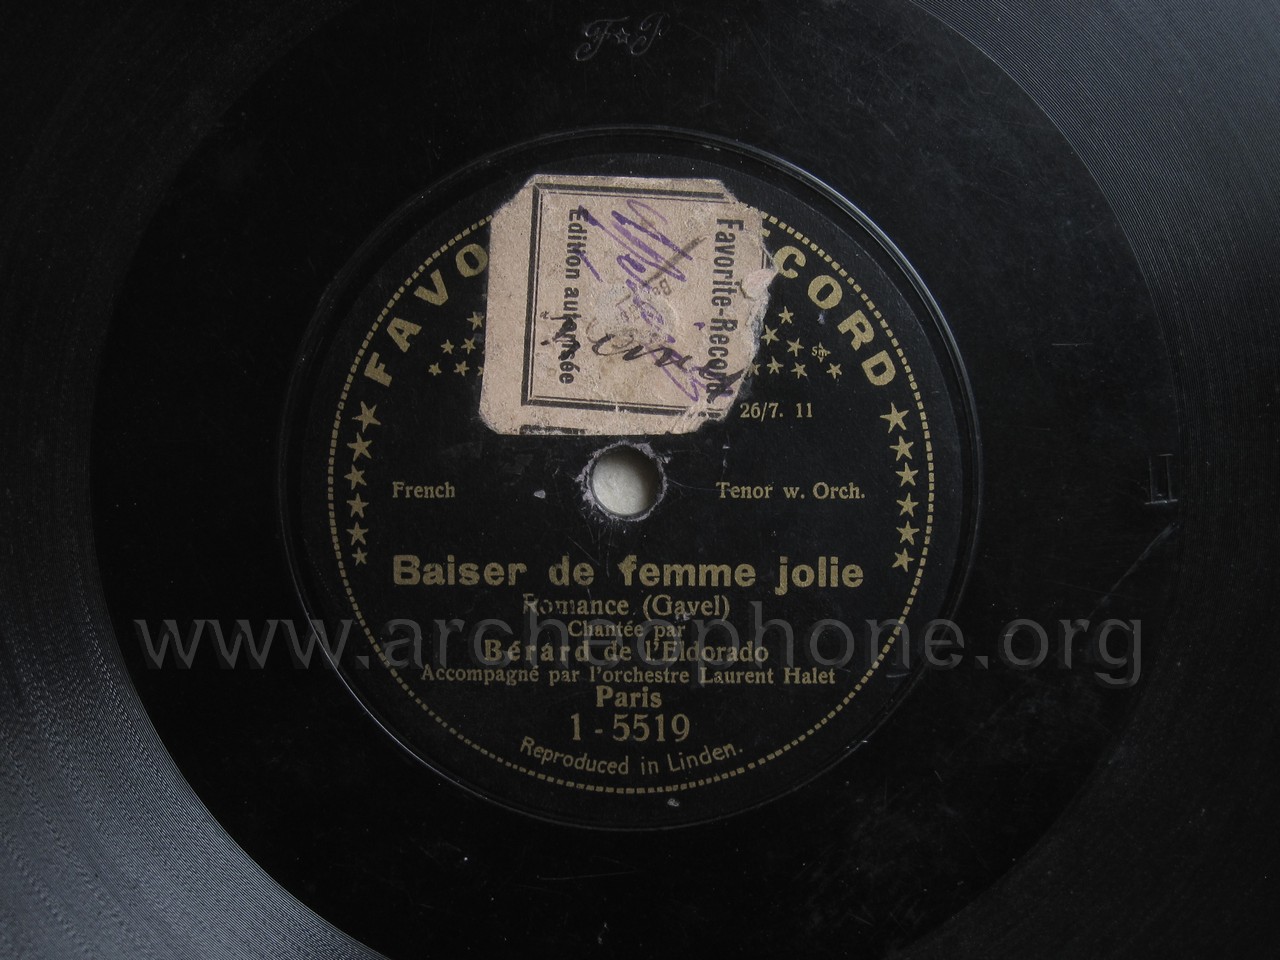 F☆F
FAVO
CORD
Favorite-Record
Edition autorisée
26/7. 11
French
Tenor w. Orch.
Baiser de femme jolie
Romance (Gavel)
Chantée par
Bérard de l'Eldorado
Accompagné par l'orchestre Laurent Halet
Paris
1-5519
Reproduced in Linden.
www.archeophone.org